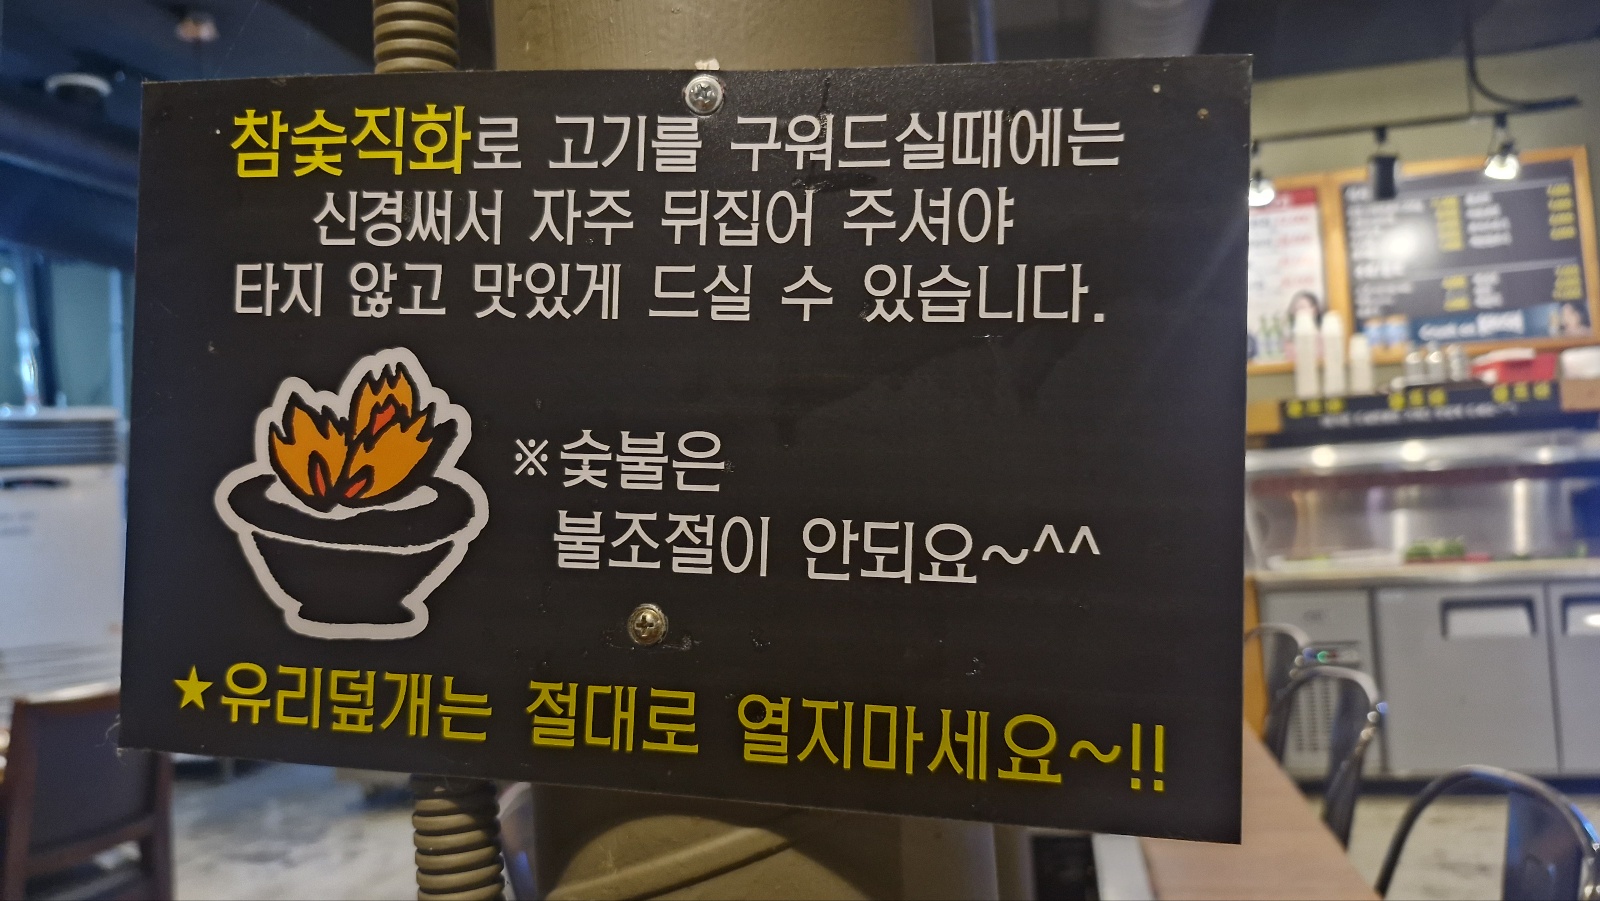 참숯직화로 고기를 구워드실때에는
신경써서 자주 뒤집어 주셔야
타지 않고 맛있게 드실 수 있습니다.
※숯불은
불조절이 안되요~^^
★유리덮개는 절대로 열지마세요~!!